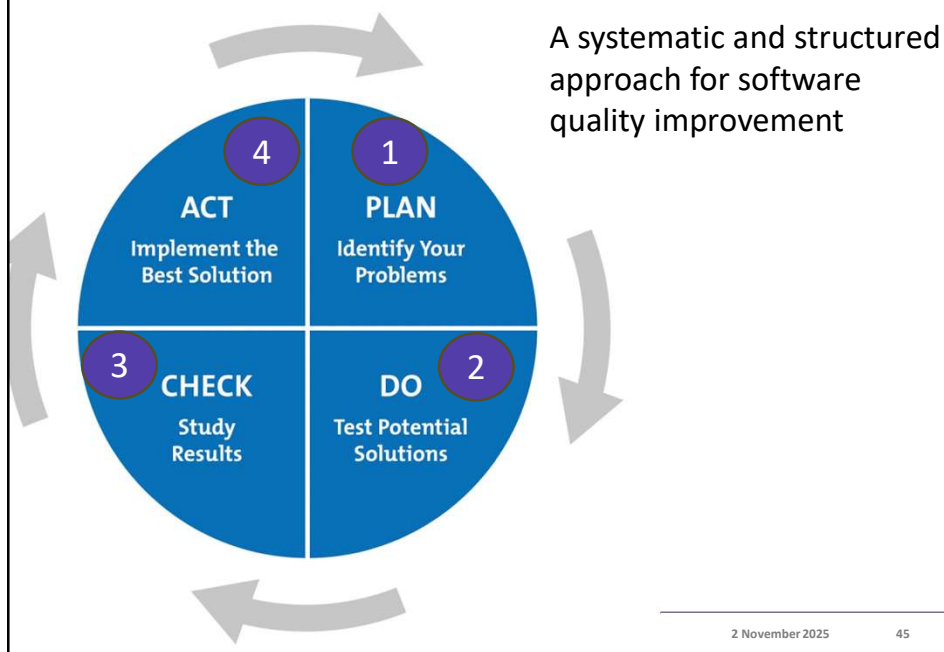 A systematic and structured
approach for software
quality improvement
1
PLAN
Identify Your
Problems
2
DO
Test Potential
Solutions
3
CHECK
Study
Results
4
ACT
Implement the
Best Solution
2 November 2025 45